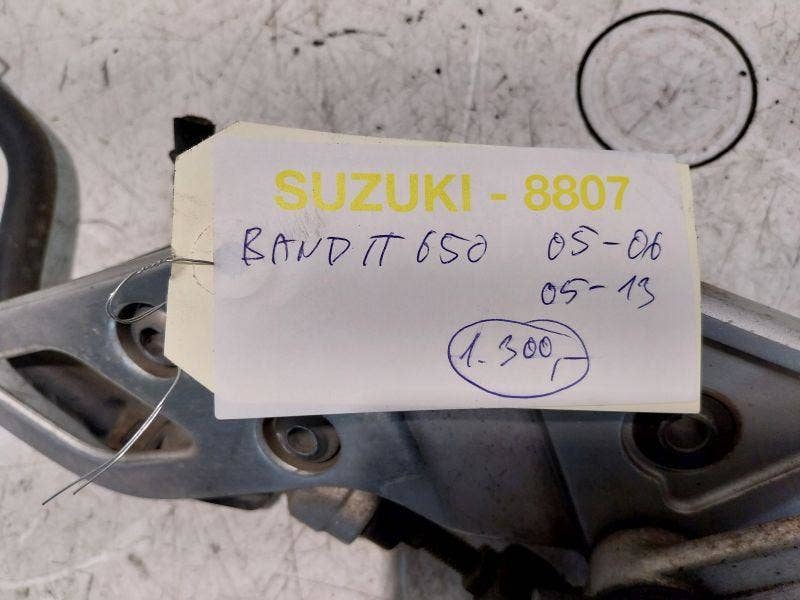 SUZUKI - 8807
BANDIT 650 05-06
05-13
1.300,-